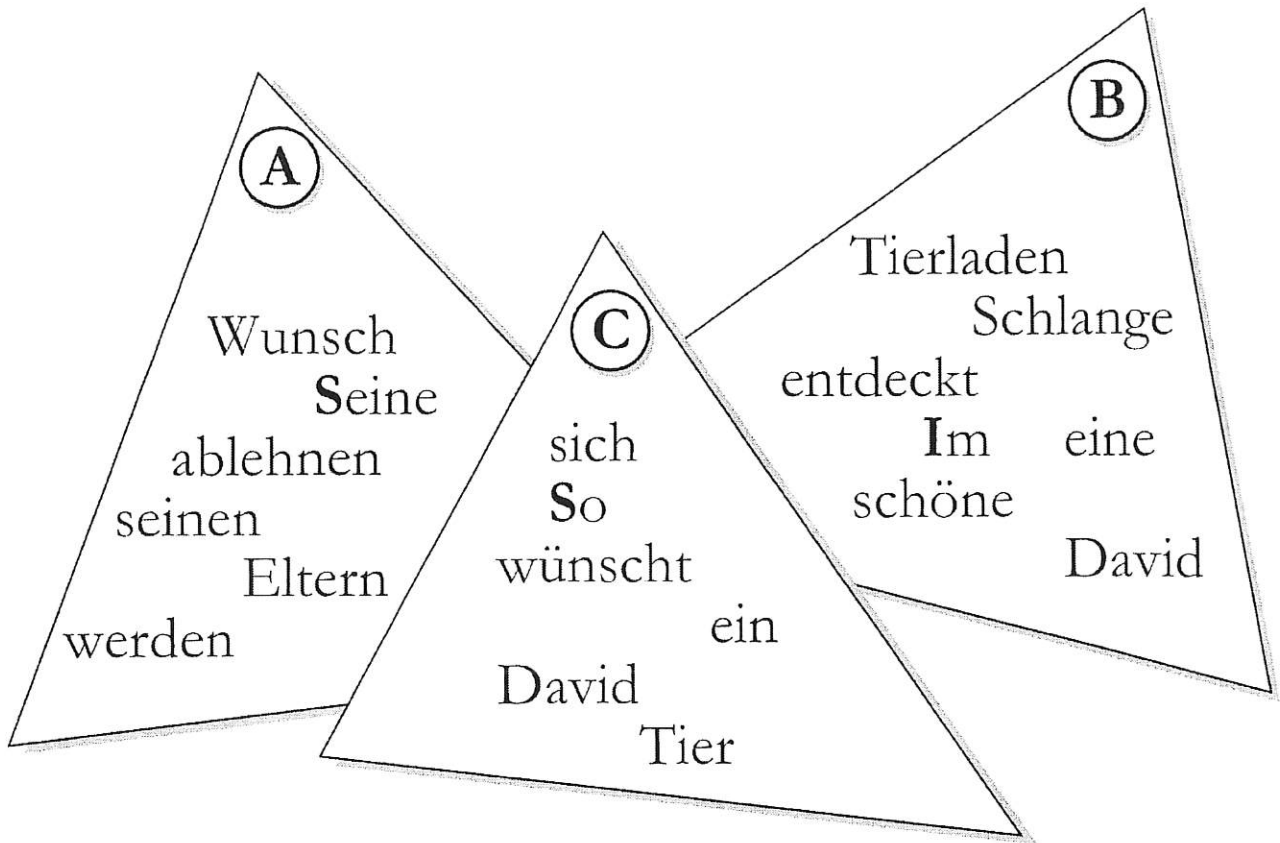 A
Wunsch
Seine
ablehnen
seinen
Eltern
werden
C
sich
So
wünscht
ein
David
Tier
B
Tierladen
Schlange
entdeckt
Im eine
schöne
David